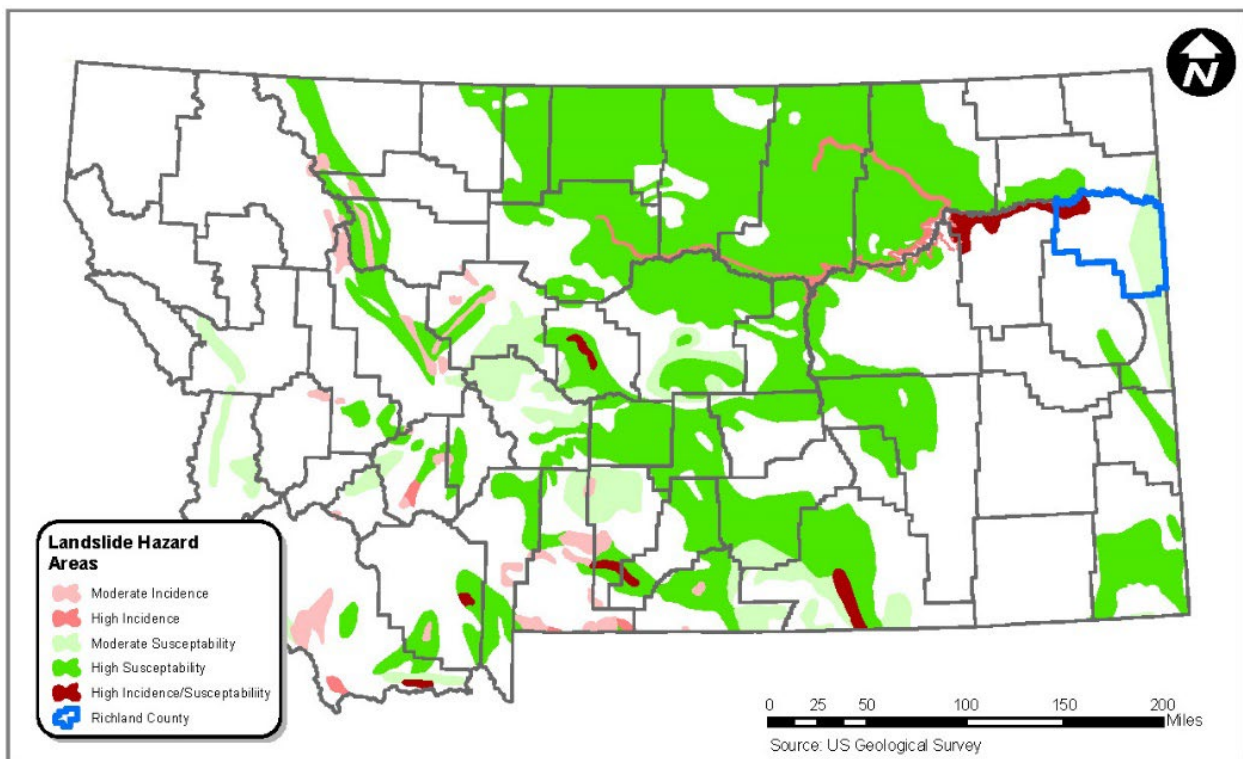 N
Landslide Hazard
Areas
Moderate Incidence
High Incidence
Moderate Susceptability
High Susceptability
High Incidence/Susceptabiliity
Richland County
0 25 50 100 150 200
Miles
Source: US Geological Survey